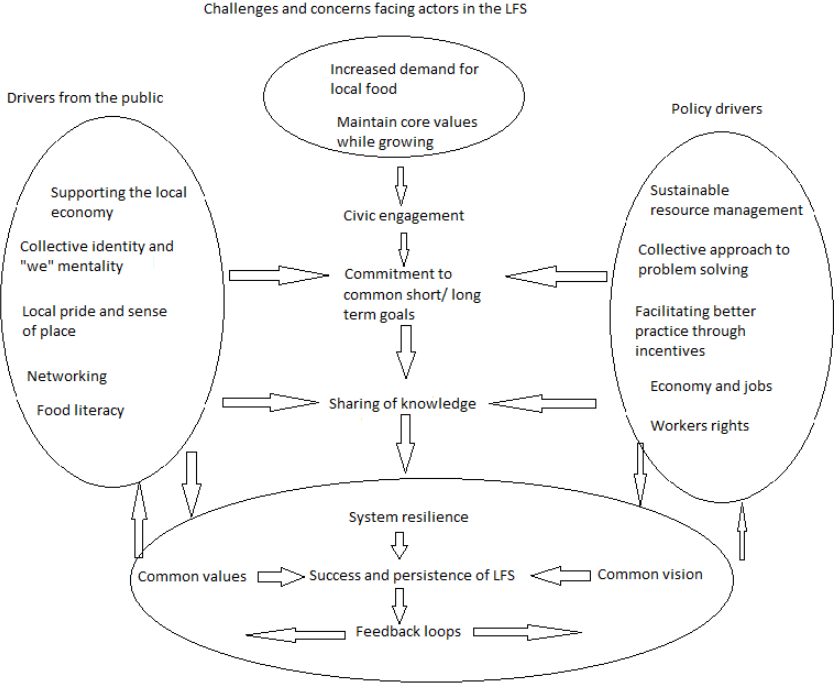 Challenges and concerns facing actors in the LFS
Increased demand for
local food
Maintain core values
while growing
Drivers from the public
Supporting the local
economy
Collective identity and
"we" mentality
Local pride and sense
of place
Networking
Food literacy
Civic engagement
Commitment to
common short/ long
term goals
Sharing of knowledge
Policy drivers
Sustainable
resource management
Collective approach to
problem solving
Facilitating better
practice through
incentives
Economy and jobs
Workers rights
System resilience
Common values
Success and persistence of LFS
Common vision
Feedback loops